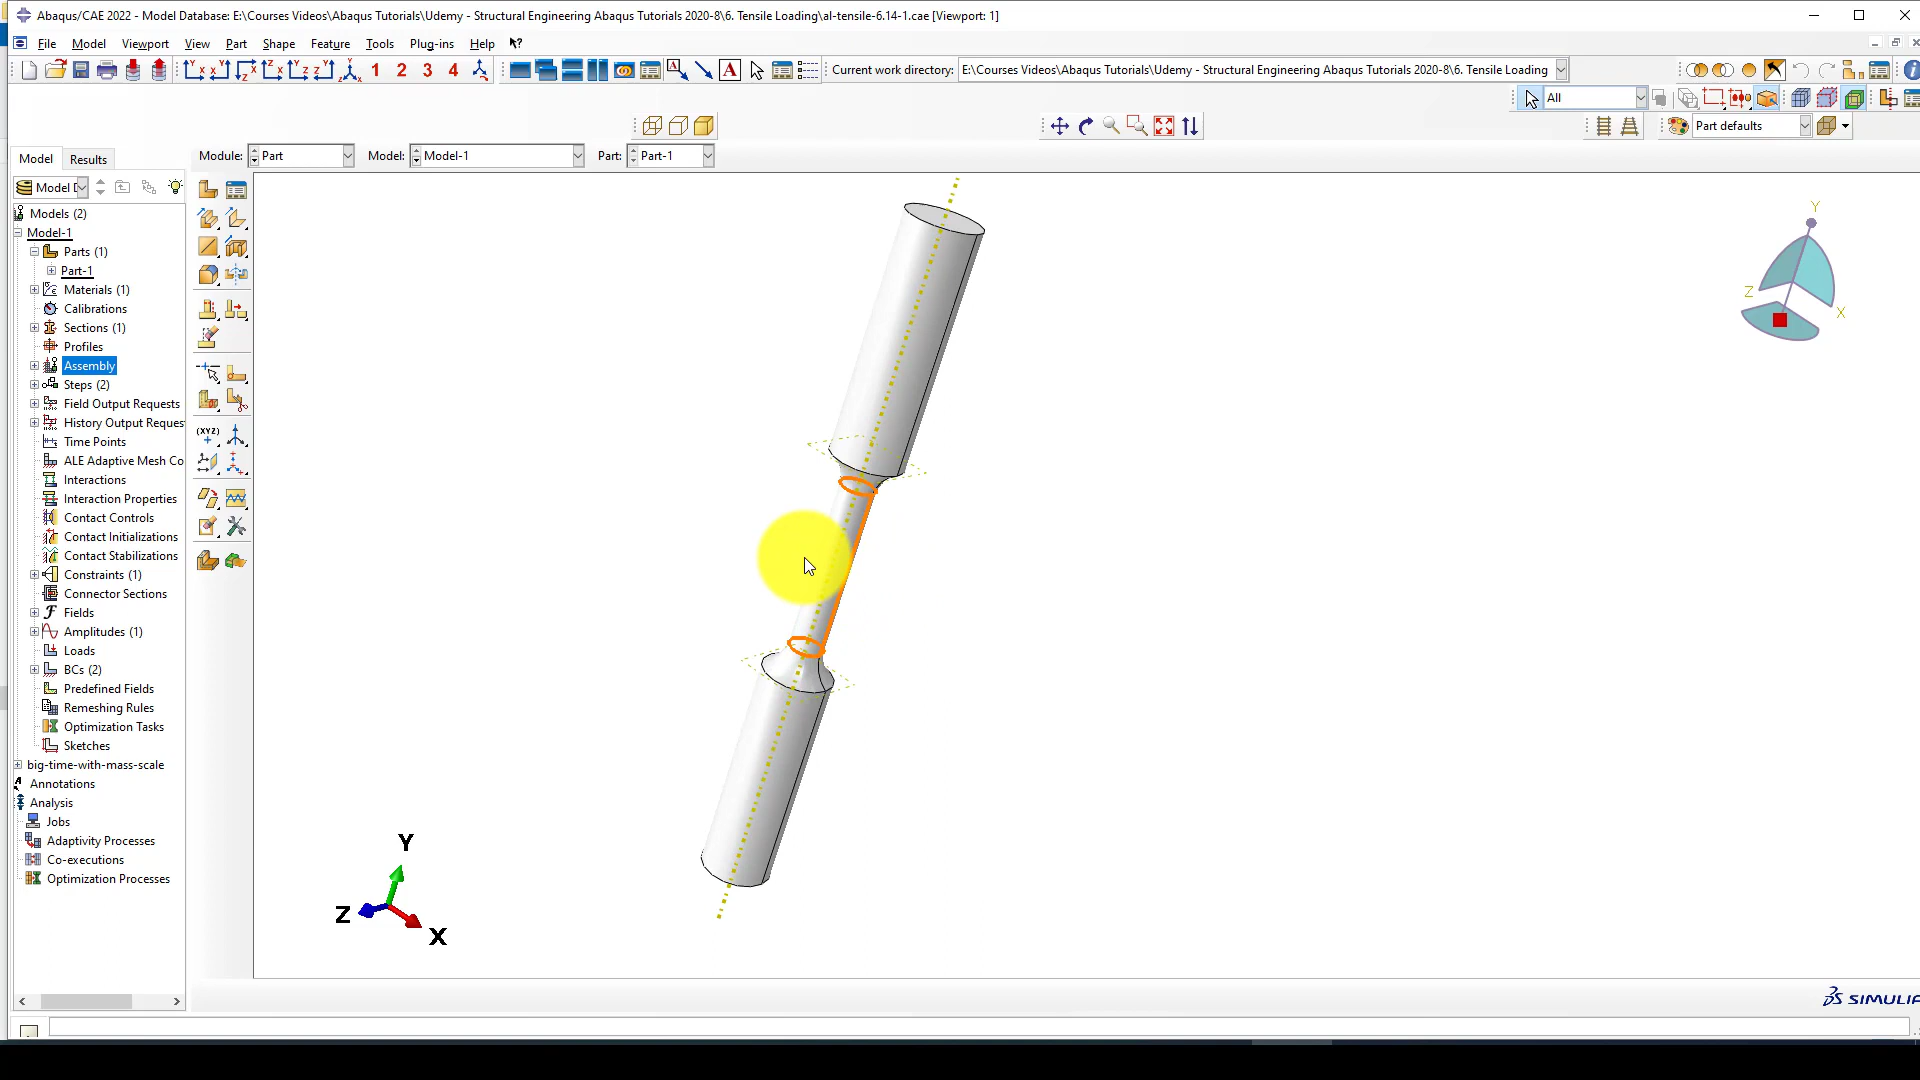 Abaqus/CAE 2022 - Model Database: E:\Courses Videos\Abaqus Tutorials\Udemy - Structural Engineering Abaqus Tutorials 2020-8\6. Tensile Loading\al-tensile-6.14-1.cae [Viewport: 1]
File Model Viewport View Part Shape Feature Tools Plug-ins Help
1 2 3 4 A A Current work directory: E:\Courses Videos\Abaqus Tutorials\Udemy - Structural Engineering Abaqus Tutorials 2020-8\6. Tensile Loading
All
Part defaults
Model Results Module: Part Model: Model-1 Part: Part-1
Model D
Models (2)
Model-1
Parts (1)
Part-1
Materials (1)
Calibrations
Sections (1)
Profiles
Assembly
Steps (2)
Field Output Requests
History Output Reques
Time Points
ALE Adaptive Mesh Co
Interactions
Interaction Properties
Contact Controls
Contact Initializations
Contact Stabilizations
Constraints (1)
Connector Sections
Fields
Amplitudes (1)
Loads
BCs (2)
Predefined Fields
Remeshing Rules
Optimization Tasks
Sketches
big-time-with-mass-scale
Annotations
Analysis
Jobs
Adaptivity Processes
Co-executions
Optimization Processes
(XYZ)
Y
Z
X
Y
Z
X
SIMULIA